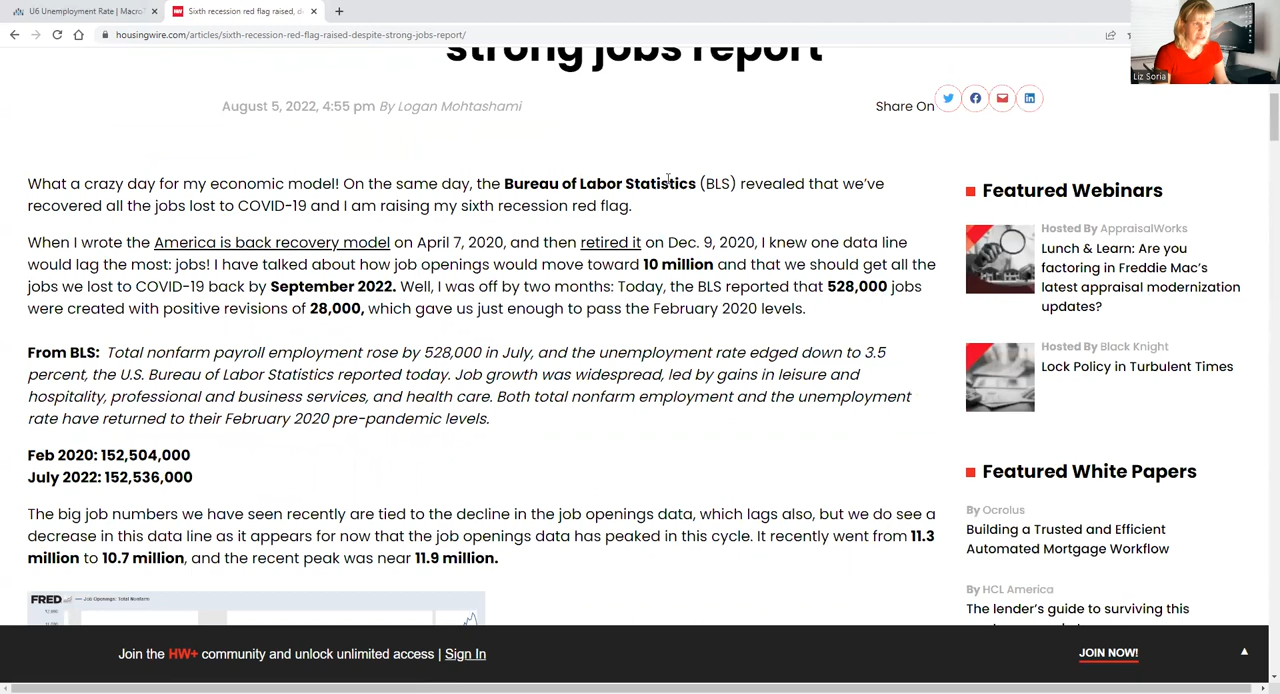 U6 Unemployment Rate | Macro
Sixth recession red flag raised, d
housingwire.com/articles/sixth-recession-red-flag-raised-despite-strong-jobs-report/
Liz Soria
strong jobs report
August 5, 2022, 4:55 pm By Logan Mohtashami
Share On
What a crazy day for my economic model! On the same day, the Bureau of Labor Statistics (BLS) revealed that we've
recovered all the jobs lost to COVID-19 and I am raising my sixth recession red flag.
When I wrote the America is back recovery model on April 7, 2020, and then retired it on Dec. 9, 2020, I knew one data line
would lag the most: jobs! I have talked about how job openings would move toward 10 million and that we should get all the
jobs we lost to COVID-19 back by September 2022. Well, I was off by two months: Today, the BLS reported that 528,000 jobs
were created with positive revisions of 28,000, which gave us just enough to pass the February 2020 levels.
From BLS: Total nonfarm payroll employment rose by 528,000 in July, and the unemployment rate edged down to 3.5
percent, the U.S. Bureau of Labor Statistics reported today. Job growth was widespread, led by gains in leisure and
hospitality, professional and business services, and health care. Both total nonfarm employment and the unemployment
rate have returned to their February 2020 pre-pandemic levels.
Feb 2020: 152,504,000
July 2022: 152,536,000
The big job numbers we have seen recently are tied to the decline in the job openings data, which lags also, but we do see a
decrease in this data line as it appears for now that the job openings data has peaked in this cycle. It recently went from 11.3
million to 10.7 million, and the recent peak was near 11.9 million.
FRED
Job Openings: Total Nonfarm
Featured Webinars
Hosted By AppraisalWorks
Lunch & Learn: Are you
factoring in Freddie Mac's
latest appraisal modernization
updates?
Hosted By Black Knight
Lock Policy in Turbulent Times
Featured White Papers
By Ocrolus
Building a Trusted and Efficient
Automated Mortgage Workflow
By HCL America
The lender's guide to surviving this
Join the HW+ community and unlock unlimited access | Sign In
JOIN NOW!